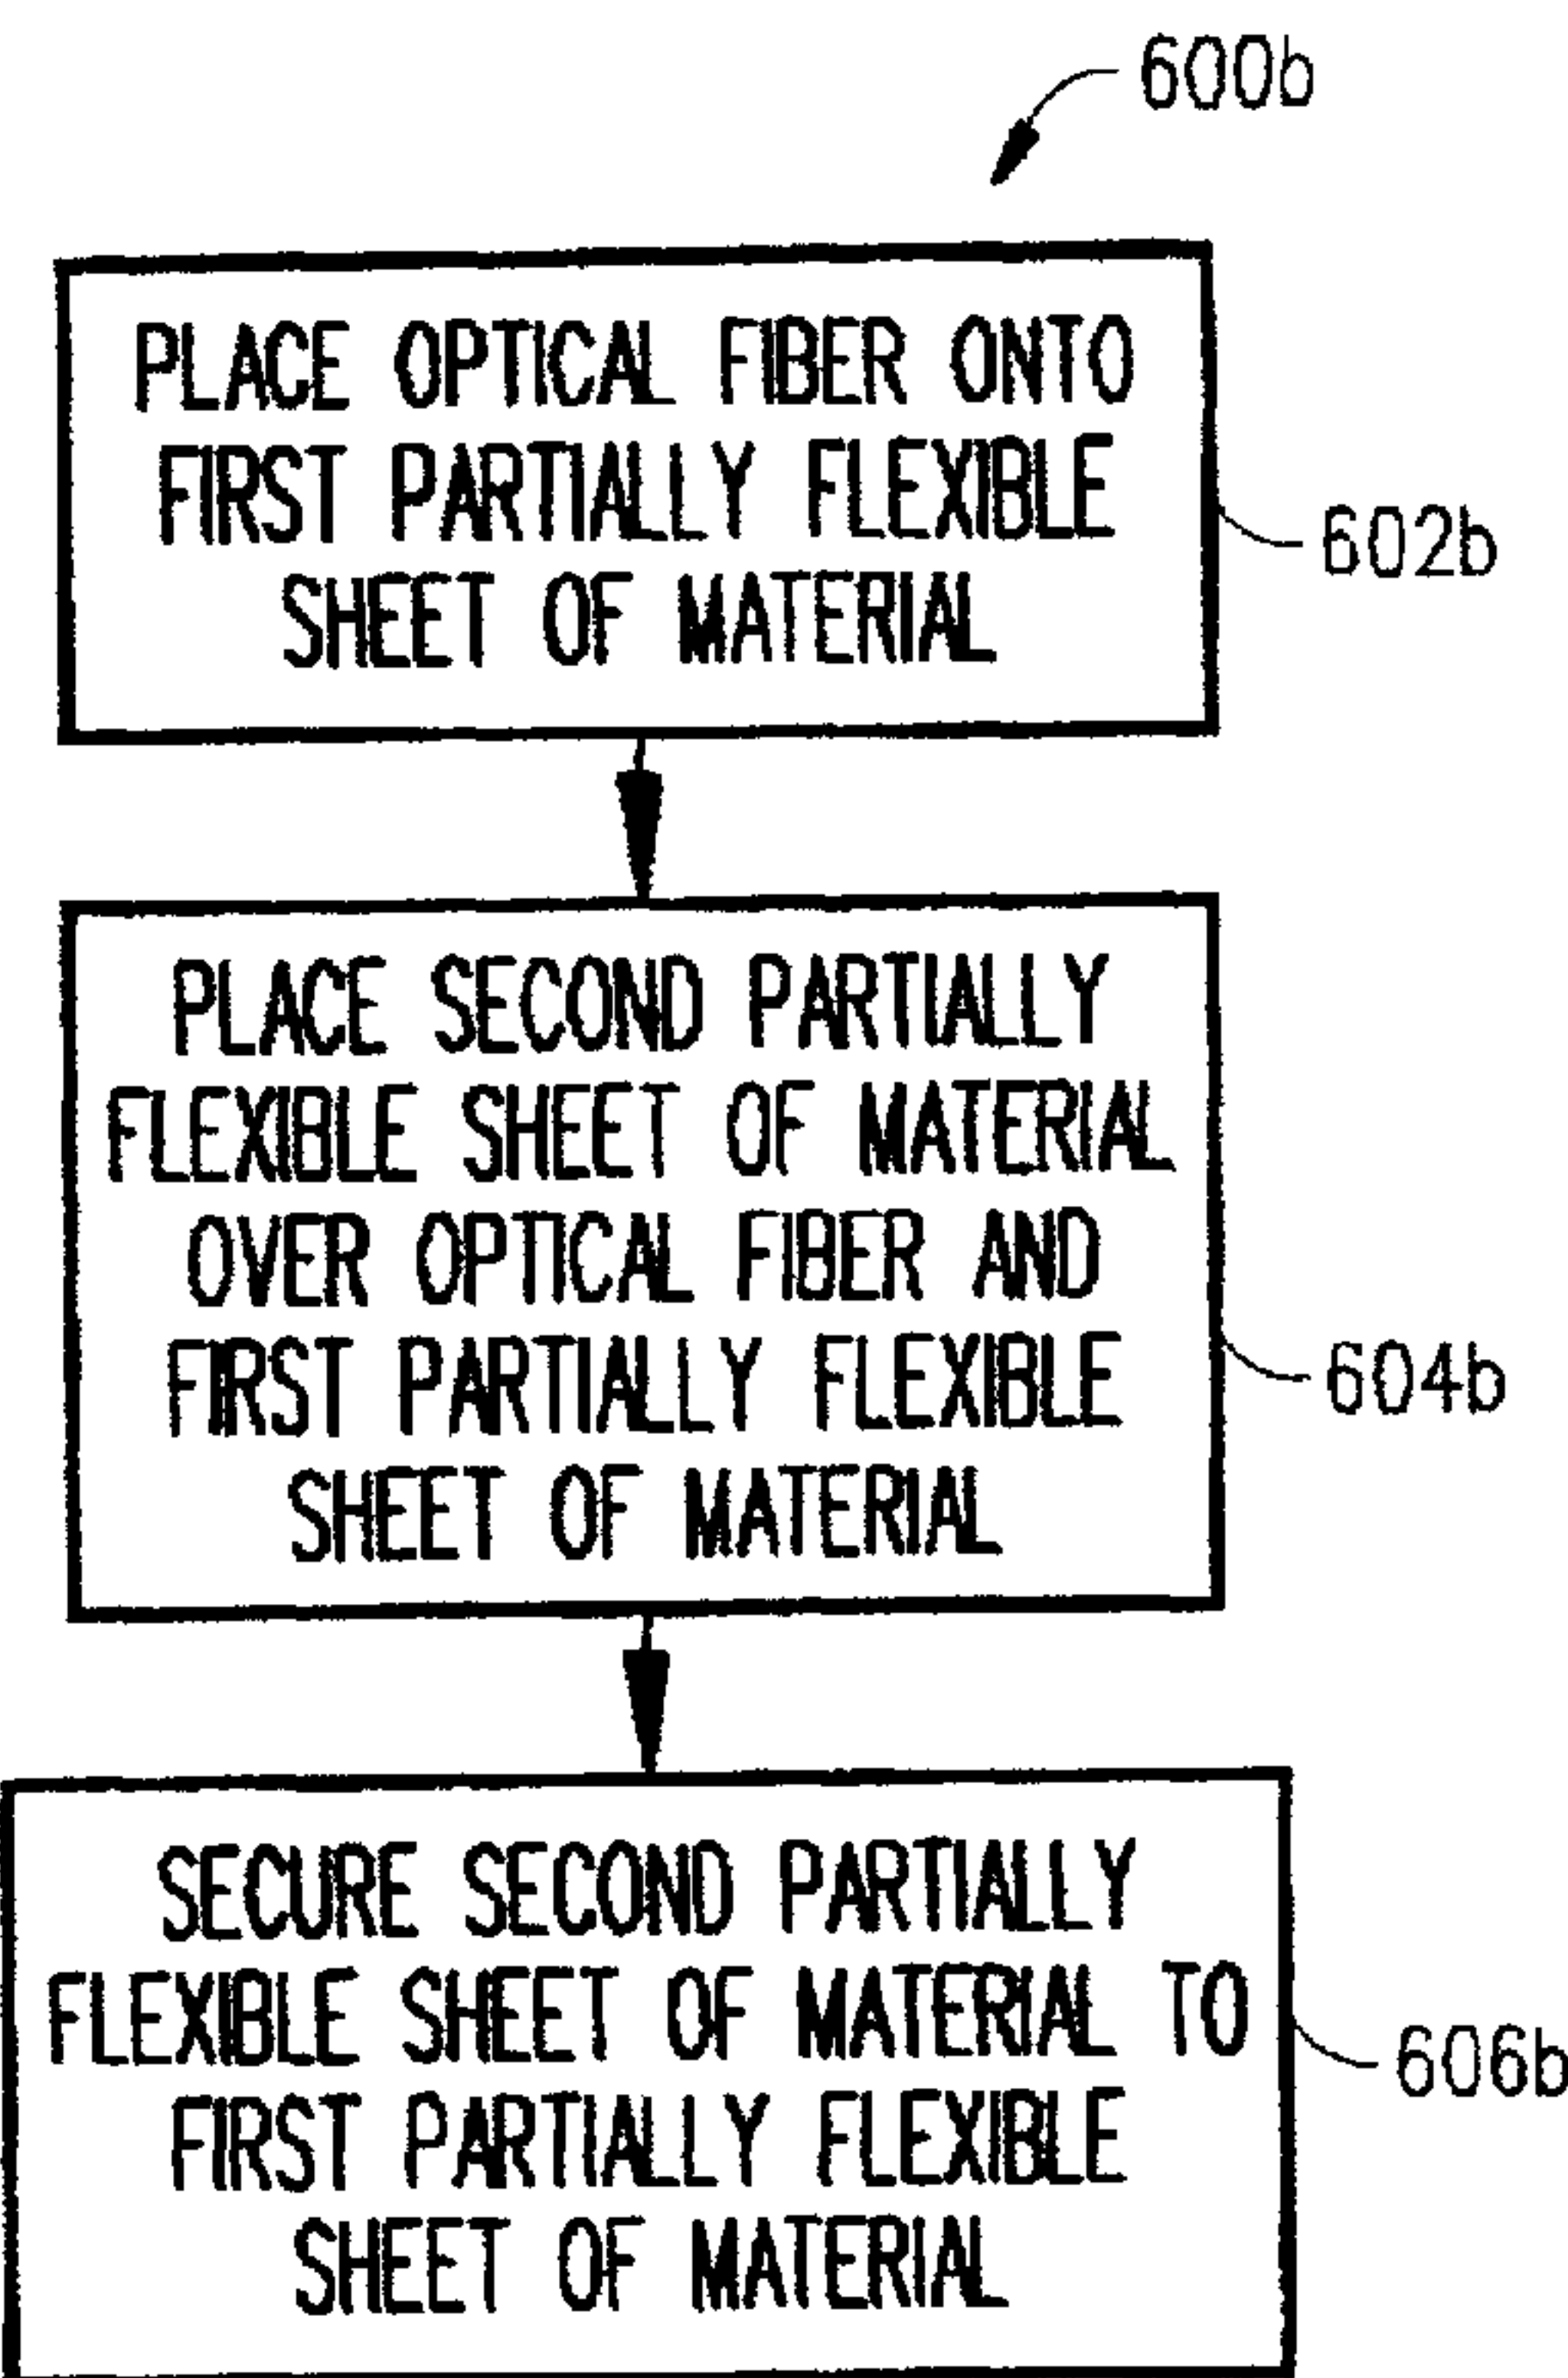 600b
PLACE OPTICAL FIBER ONTO
FIRST PARTIALLY FLEXIBLE
SHEET OF MATERIAL
602b
PLACE SECOND PARTIALLY
FLEXIBLE SHEET OF MATERIAL
OVER OPTICAL FIBER AND
FIRST PARTIALLY FLEXIBLE
SHEET OF MATERIAL
604b
SECURE SECOND PARTIALLY
FLEXIBLE SHEET OF MATERIAL TO
FIRST PARTIALLY FLEXIBLE
SHEET OF MATERIAL
606b